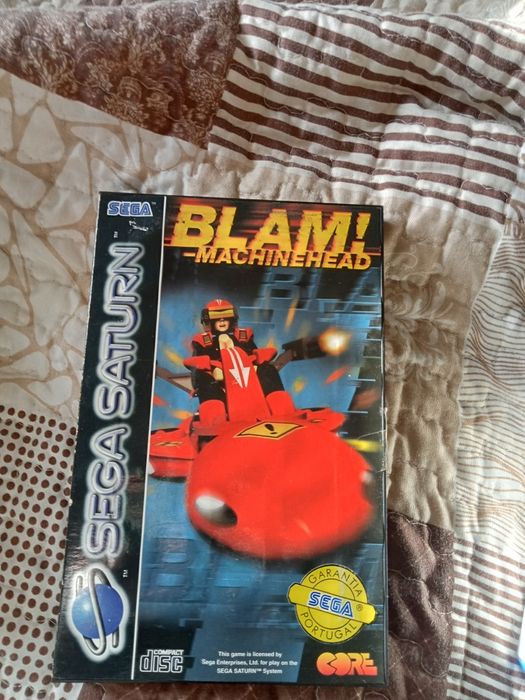 SEGA
SEGA SATURN™
BLAM!
-MACHINEHEAD
GARANTIA
SEGA®
PORTUGAL
COMPACT
disc
This game is licensed by
Sega Enterprises, Ltd. for play on the
SEGA SATURN™ System
CORE